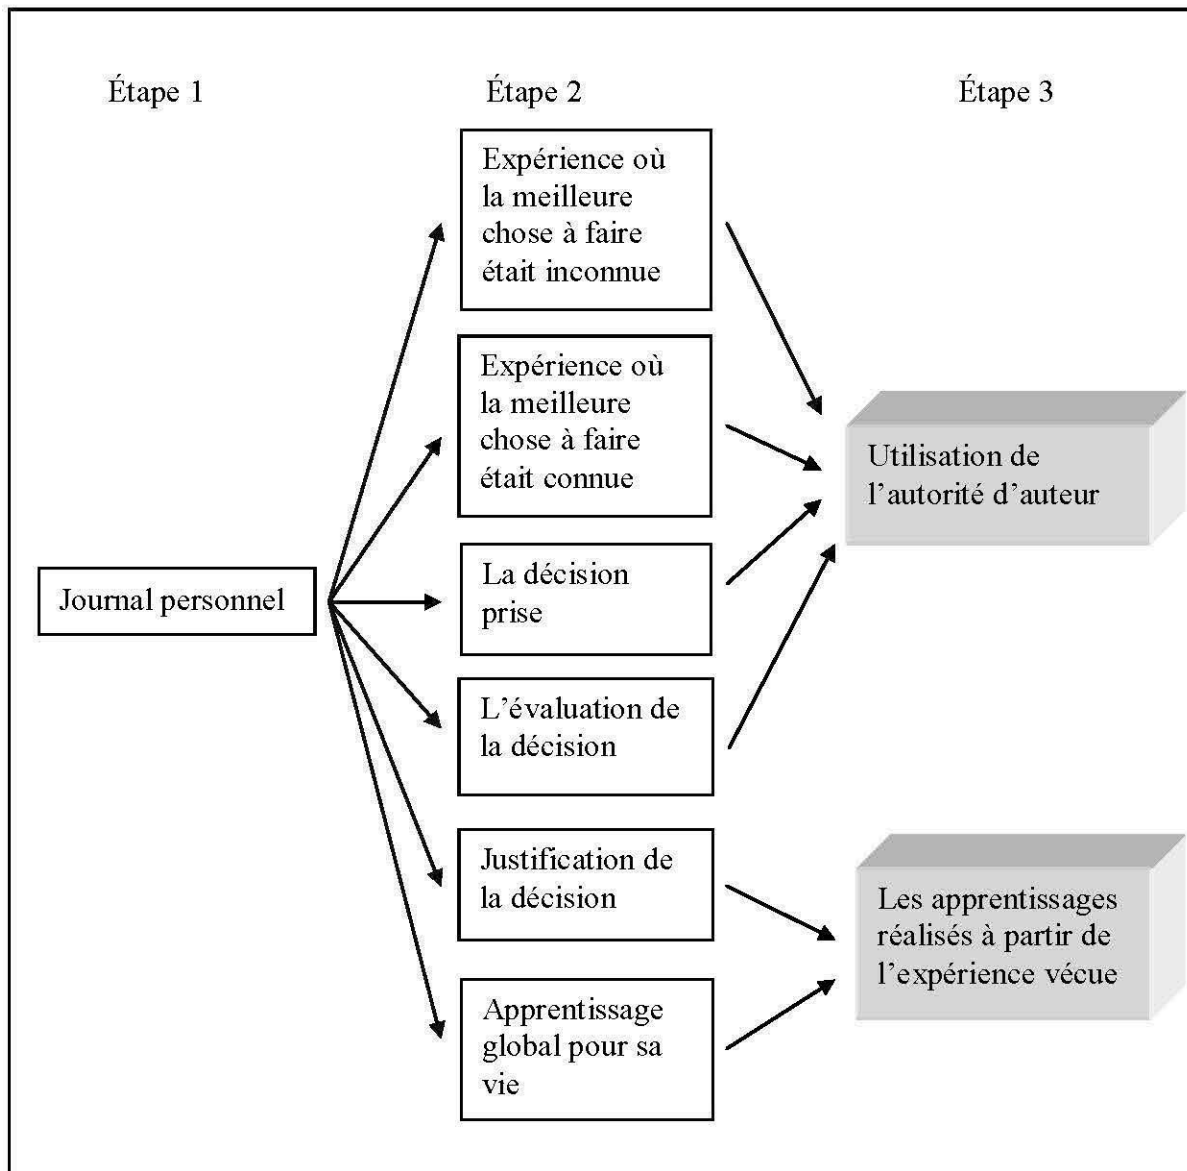 Étape 1
Étape 2
Étape 3
Expérience où
la meilleure
chose à faire
était inconnue
Expérience où
la meilleure
chose à faire
était connue
Utilisation de
l’autorité d’auteur
Journal personnel
La décision
prise
L’évaluation de
la décision
Justification de
la décision
Les apprentissages
réalisés à partir de
l’expérience vécue
Apprentissage
global pour sa
vie